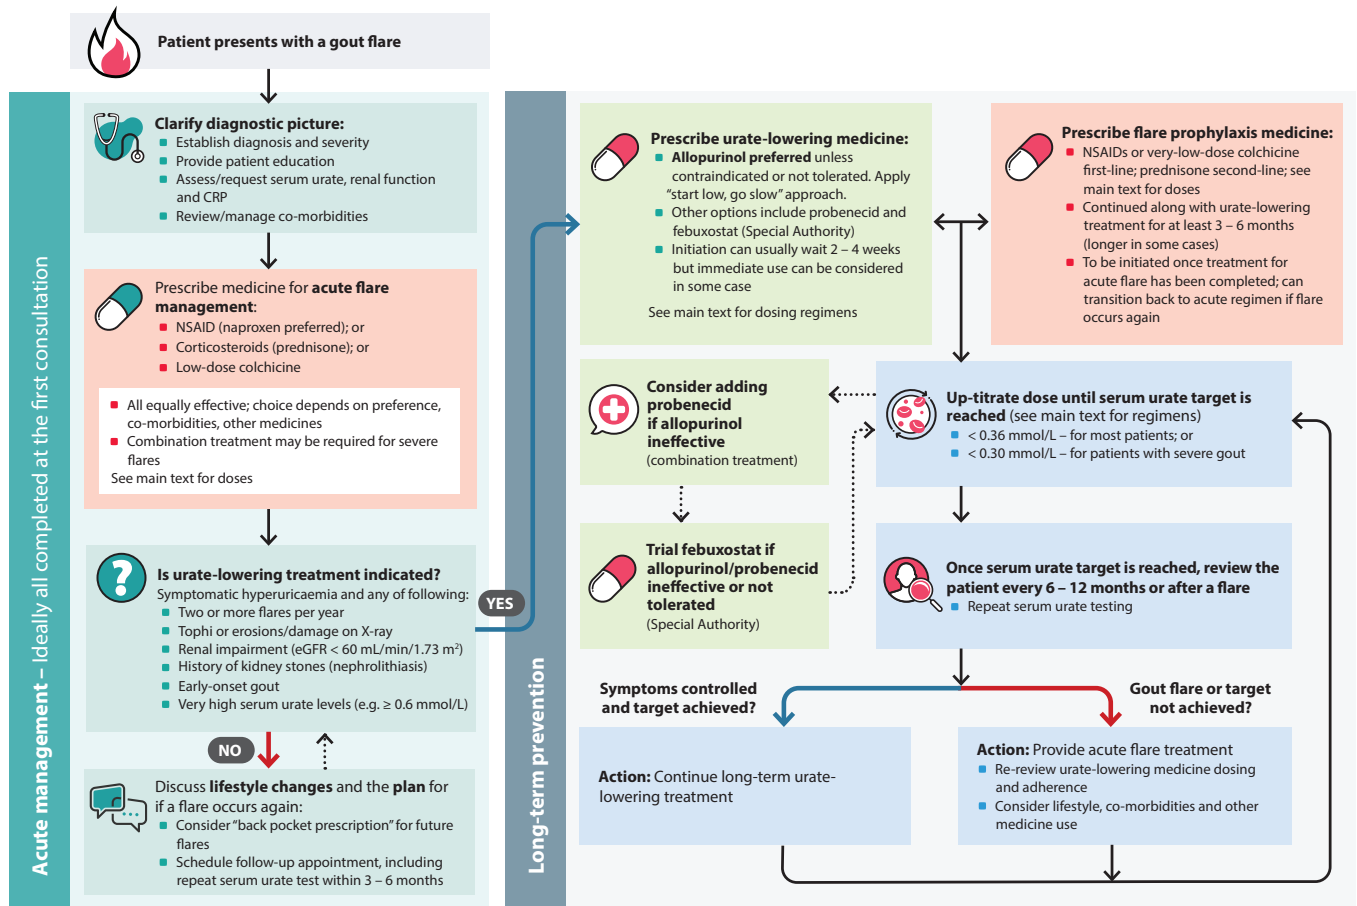 Patient presents with a gout flare
Acute management – Ideally all completed at the first consultation
Clarify diagnostic picture:
Establish diagnosis and severity
Provide patient education
Assess/request serum urate, renal function
and CRP
Review/manage co-morbidities
Prescribe medicine for acute flare
management:
NSAID (naproxen preferred); or
Corticosteroids (prednisone); or
Low-dose colchicine
All equally effective; choice depends on preference,
co-morbidities, other medicines
Combination treatment may be required for severe
flares
See main text for doses
?
Is urate-lowering treatment indicated?
Symptomatic hyperuricaemia and any of following:
Two or more flares per year
Tophi or erosions/damage on X-ray
Renal impairment (eGFR < 60 mL/min/1.73 m²)
History of kidney stones (nephrolithiasis)
Early-onset gout
Very high serum urate levels (e.g. ≥ 0.6 mmol/L)
YES
NO
Discuss lifestyle changes and the plan for
if a flare occurs again:
Consider “back pocket prescription” for future
flares
Schedule follow-up appointment, including
repeat serum urate test within 3 – 6 months
Long-term prevention
Prescribe urate-lowering medicine:
Allopurinol preferred unless
contraindicated or not tolerated. Apply
“start low, go slow” approach.
Other options include probenecid and
febuxostat (Special Authority)
Initiation can usually wait 2 – 4 weeks
but immediate use can be considered
in some case
See main text for dosing regimens
Prescribe flare prophylaxis medicine:
NSAIDs or very-low-dose colchicine
first-line; prednisone second-line; see
main text for doses
Continued along with urate-lowering
treatment for at least 3 – 6 months
(longer in some cases)
To be initiated once treatment for
acute flare has been completed; can
transition back to acute regimen if flare
occurs again
Consider adding
probenecid
if allopurinol
ineffective
(combination treatment)
Up-titrate dose until serum urate target is
reached (see main text for regimens)
< 0.36 mmol/L – for most patients; or
< 0.30 mmol/L – for patients with severe gout
Trial febuxostat if
allopurinol/probenecid
ineffective or not
tolerated
(Special Authority)
Once serum urate target is reached, review the
patient every 6 – 12 months or after a flare
Repeat serum urate testing
Symptoms controlled
and target achieved?
Gout flare or target
not achieved?
Action: Continue long-term urate-
lowering treatment
Action: Provide acute flare treatment
Re-review urate-lowering medicine dosing
and adherence
Consider lifestyle, co-morbidities and other
medicine use